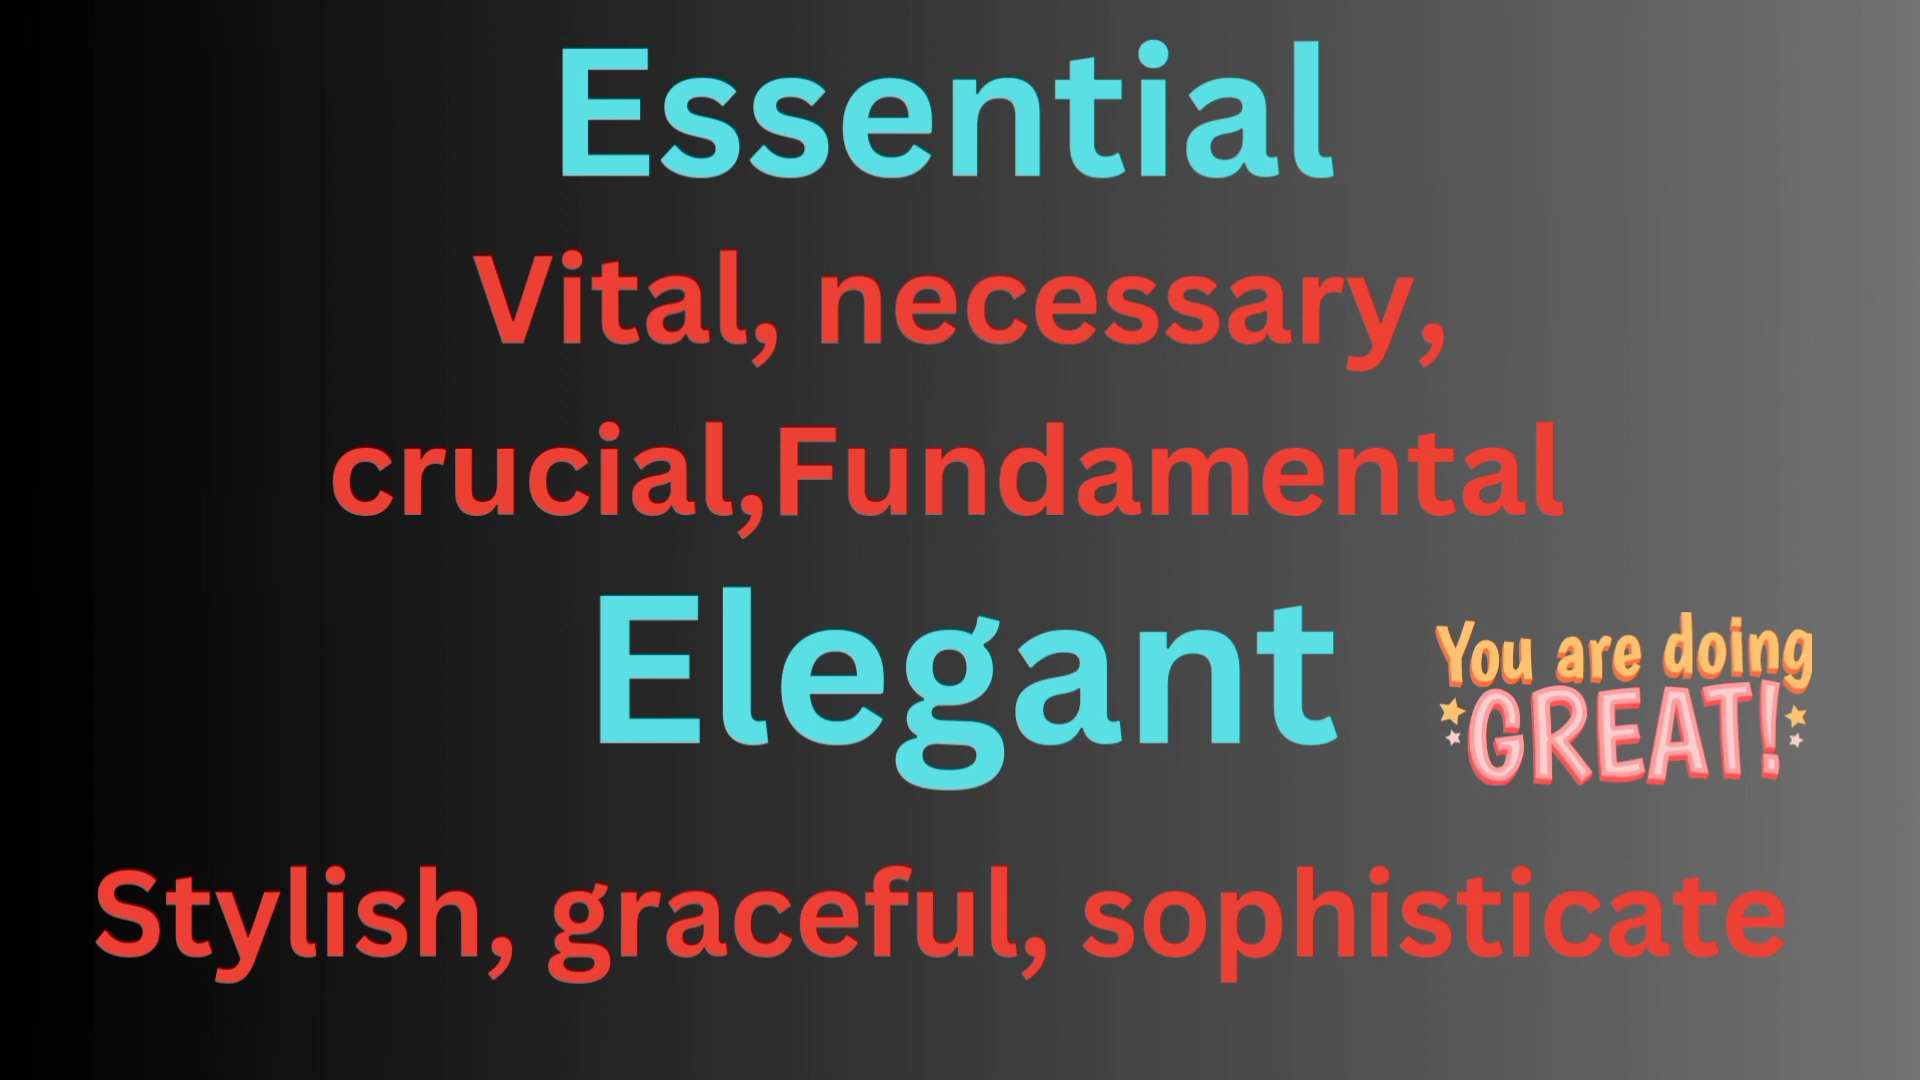 Essential
Vital, necessary,
crucial,Fundamental
Elegant
You are doing
GREAT!
Stylish, graceful, sophisticate